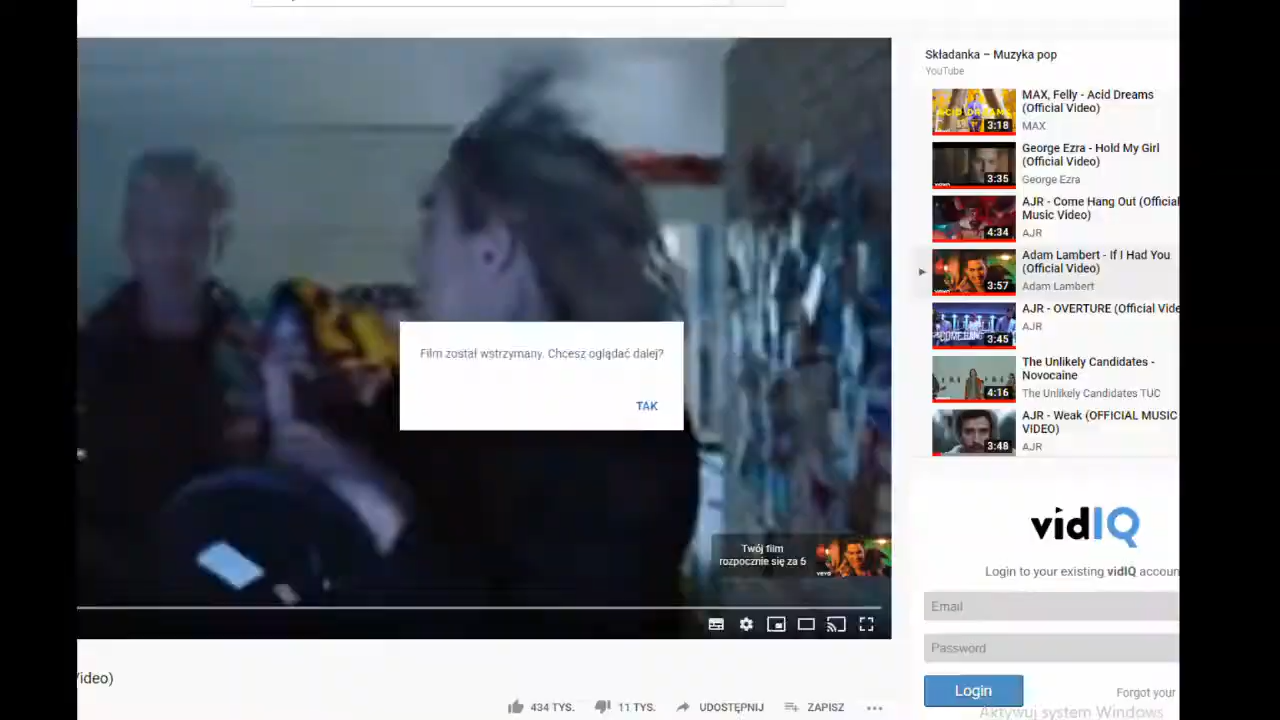 Film został wstrzymany. Chcesz oglądać dalej?
TAK
Twój film
rozpocznie się za 6
/ideo)
434 TYS.
11 TYS.
UDOSTĘPNIJ
ZAPISZ
Składanka – Muzyka pop
YouTube
MAX, Felly - Acid Dreams
(Official Video)
MAX
ACID DREAMS
3:18
George Ezra - Hold My Girl
(Official Video)
George Ezra
3:35
AJR - Come Hang Out (Official
Music Video)
AJR
4:34
Adam Lambert - If I Had You
(Official Video)
Adam Lambert
3:57
AJR - OVERTURE (Official Vide
AJR
3:45
The Unlikely Candidates -
Novocaine
The Unlikely Candidates TUC
4:16
AJR - Weak (OFFICIAL MUSIC
VIDEO)
AJR
3:48
vidIQ
Login to your existing vidIQ accoun
Email
Password
Login
Forgot your
Aktywuj system Windows